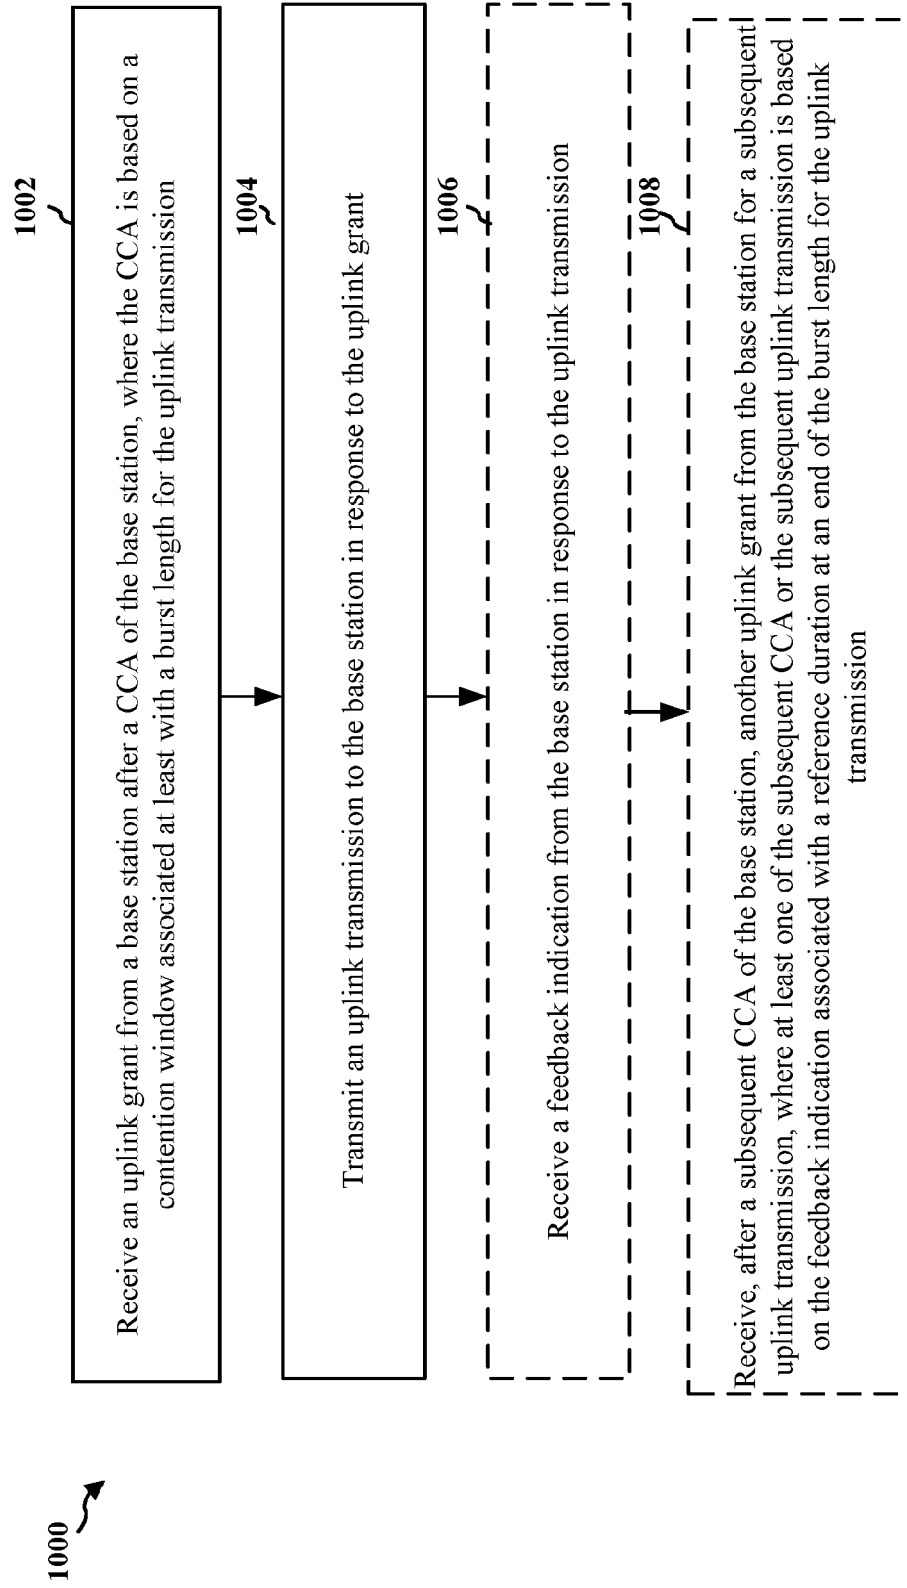 1000
1002
Receive an uplink grant from a base station after a CCA of the base station, where the CCA is based on a
contention window associated at least with a burst length for the uplink transmission
1004
Transmit an uplink transmission to the base station in response to the uplink grant
1006
Receive a feedback indication from the base station in response to the uplink transmission
1008
Receive, after a subsequent CCA of the base station, another uplink grant from the base station for a subsequent
uplink transmission, where at least one of the subsequent CCA or the subsequent uplink transmission is based
on the feedback indication associated with a reference duration at an end of the burst length for the uplink
transmission